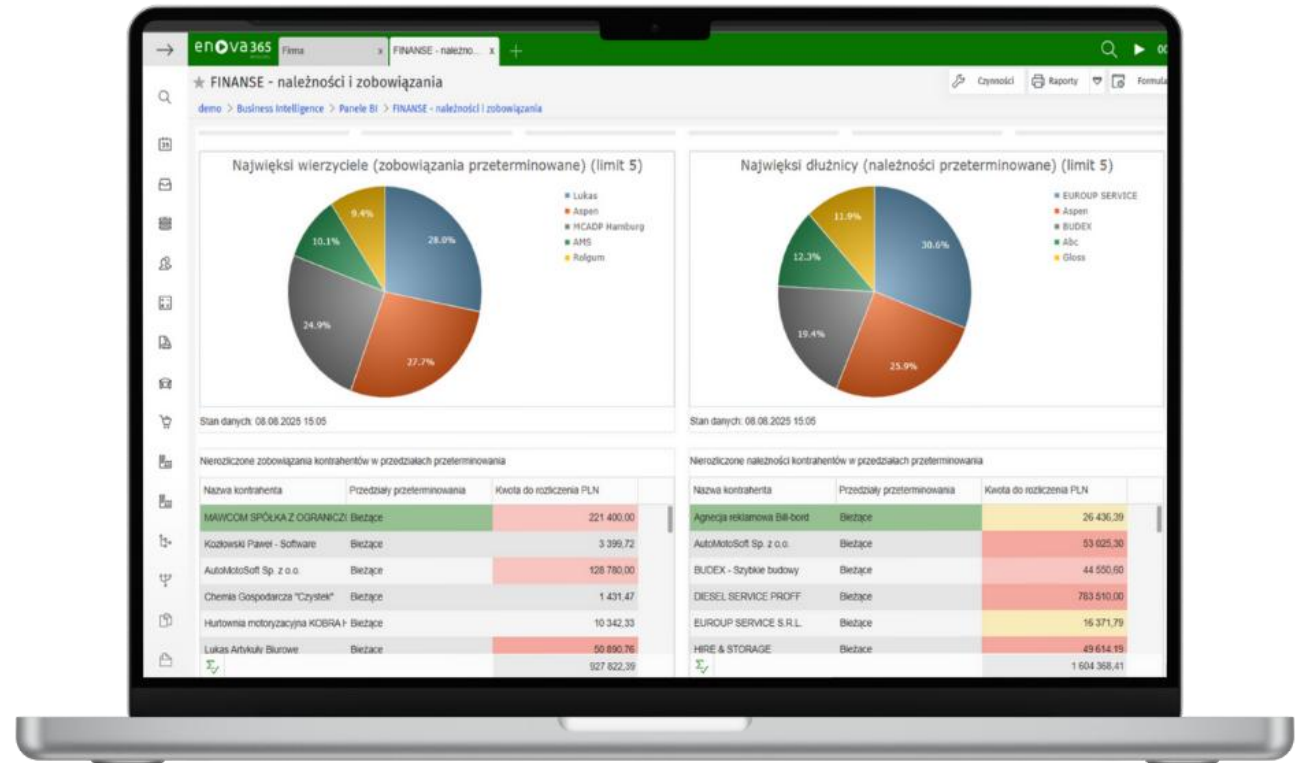 enova365 Firma x FINANSE - należno... x
FINANSE - należności i zobowiązania
Czynności Raporty Formula
demo > Business Intelligence > Panele BI > FINANSE - należności i zobowiązania
Najwięksi wierzyciele (zobowiązania przeterminowane) (limit 5)
Lukas
Aspen
MCADP Hamburg
AMS
Rolgum
9.4%
28.0%
10.1%
24.9%
27.7%
Stan danych: 08.08.2025 15:05
Najwięksi dłużnicy (należności przeterminowane) (limit 5)
EUROUP SERVICE
Aspen
BUDEX
Abc
Gloss
11.9%
30.6%
12.3%
19.4%
25.9%
Stan danych: 08.08.2025 15:05
Nierozliczone zobowiązania kontrahentów w przedziałach przeterminowania
Nazwa kontrahenta Przedziały przeterminowania Kwota do rozliczenia PLN
MAWCOM SPÓŁKA Z OGRANICZ Bieżące 221 400,00
Kozłowski Paweł - Software Bieżące 3 399,72
AutoMotoSoft Sp. z o.o. Bieżące 128 780,00
Chemia Gospodarcza "Czystek" Bieżące 1 431,47
Hurtownia motoryzacyjna KOBRA Bieżące 10 342,33
Lukas Artykuły Biurowe Bieżące 50 890,76
927 822,39
Nierozliczone należności kontrahentów w przedziałach przeterminowania
Nazwa kontrahenta Przedziały przeterminowania Kwota do rozliczenia PLN
Agnecja reklamowa Bill-bord Bieżące 26 436,39
AutoMotoSoft Sp. z o.o. Bieżące 53 025,30
BUDEX - Szybkie budowy Bieżące 44 550,60
DIESEL SERVICE PROFF Bieżące 783 510,00
EUROUP SERVICE S.R.L. Bieżące 16 371,79
HIRE & STORAGE Bieżące 49 614,19
1 604 368,41